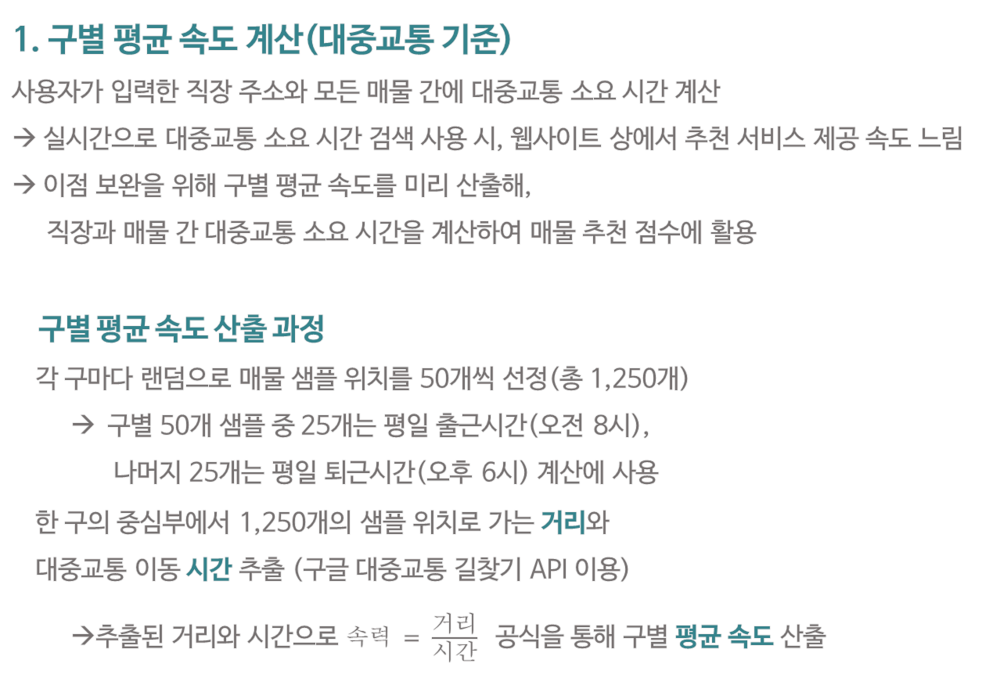 1. 구별 평균 속도 계산(대중교통 기준)
사용자가 입력한 직장 주소와 모든 매물 간에 대중교통 소요 시간 계산
→ 실시간으로 대중교통 소요 시간 검색 사용 시, 웹사이트 상에서 추천 서비스 제공 속도 느림
→ 이점 보완을 위해 구별 평균 속도를 미리 산출해,
직장과 매물 간 대중교통 소요 시간을 계산하여 매물 추천 점수에 활용
구별 평균 속도 산출 과정
각 구마다 랜덤으로 매물 샘플 위치를 50개씩 선정(총 1,250개)
→ 구별 50개 샘플 중 25개는 평일 출근시간(오전 8시),
나머지 25개는 평일 퇴근시간(오후 6시) 계산에 사용
한 구의 중심부에서 1,250개의 샘플 위치로 가는 거리와
대중교통 이동 시간 추출 (구글 대중교통 길찾기 API 이용)
→추출된 거리와 시간으로 속력 = 거리/시간 공식을 통해 구별 평균 속도 산출